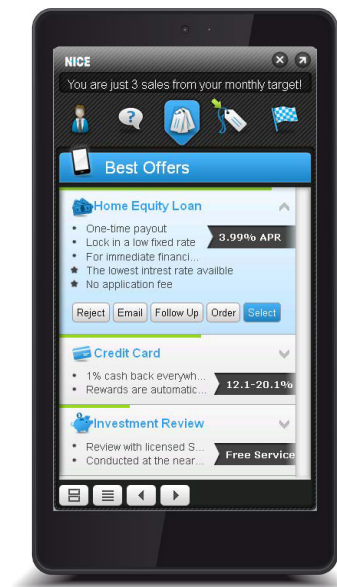 NICE
You are just 3 sales from your monthly target!
Best Offers
Home Equity Loan
One-time payout
Lock in a low fixed rate
3.99% APR
For immediate financi...
The lowest intrest rate availble
No application fee
Reject Email Follow Up Order Select
Credit Card
1% cash back everywh...
Rewards are automatic...
12.1-20.1%
Investment Review
Review with licensed S...
Conducted at the near...
Free Service